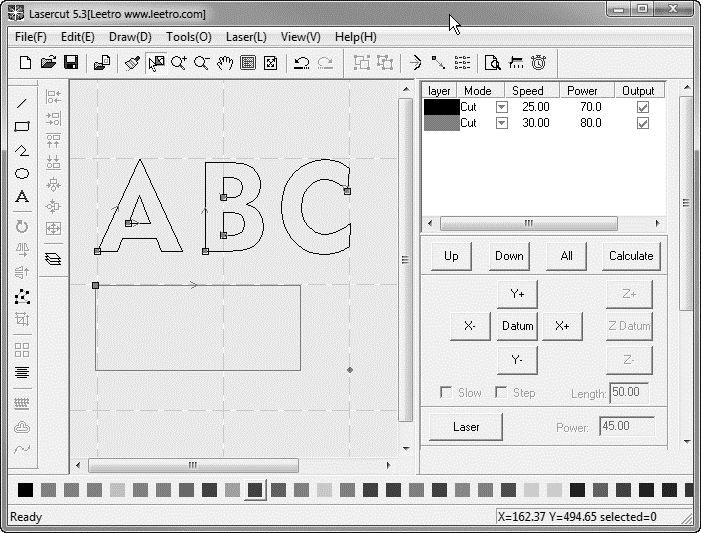 Lasercut 5.3[Leetro www.leetro.com]
File(F) Edit(E) Draw(D) Tools(O) Laser(L) View(V) Help(H)
layer Mode Speed Power Output
Cut 25.00 70.0
Cut 30.00 80.0
ABC
Up Down All Calculate
Y+ Z+
X- Datum X+ Z Datum
Y- Z-
Slow Step Length: 50.00
Laser Power: 45.00
Ready X=162.37 Y=494.65 selected=0